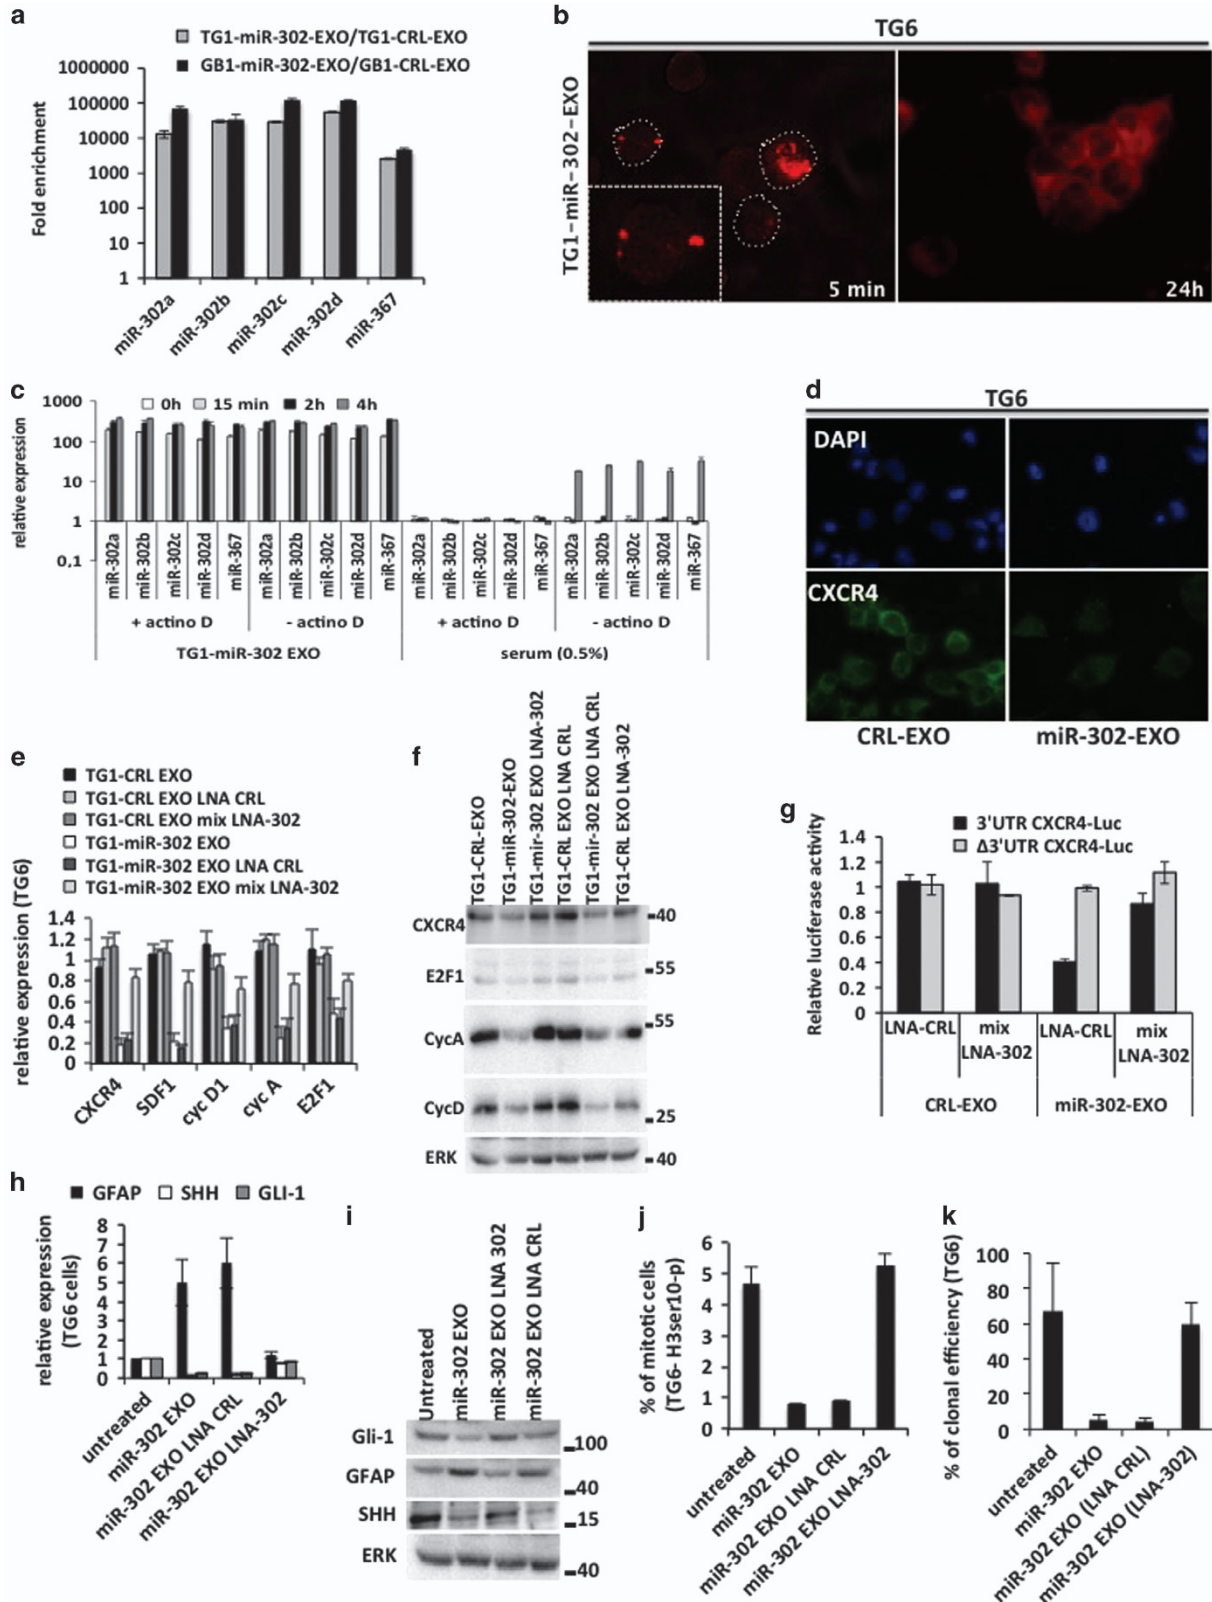 a
TG1-miR-302-EXO/TG1-CRL-EXO
GB1-miR-302-EXO/GB1-CRL-EXO
Fold enrichment
1000000
100000
10000
1000
100
10
1
miR-302a
miR-302b
miR-302c
miR-302d
miR-367
b
TG6
TG1-miR-302-EXO
5 min
24h
c
0h 15 min 2h 4h
relative expression
1000
100
10
1
0,1
miR-302a miR-302b miR-302c miR-302d miR-367 miR-302a miR-302b miR-302c miR-302d miR-367 miR-302a miR-302b miR-302c miR-302d miR-367 miR-302a miR-302b miR-302c miR-302d miR-367
+ actino D - actino D + actino D - actino D
TG1-miR-302 EXO serum (0.5%)
d
TG6
DAPI
CXCR4
CRL-EXO miR-302-EXO
e
TG1-CRL EXO
TG1-CRL EXO LNA CRL
TG1-CRL EXO mix LNA-302
TG1-miR-302 EXO
TG1-miR-302 EXO LNA CRL
TG1-miR-302 EXO mix LNA-302
relative expression (TG6)
1.4
1.2
1
0.8
0.6
0.4
0.2
0
CXCR4
SDF1
cyc D1
cyc A
E2F1
f
TG1-CRL-EXO
TG1-miR-302-EXO
TG1-mir-302 EXO LNA-302
TG1-CRL EXO LNA CRL
TG1-mir-302 EXO LNA CRL
TG1-CRL EXO LNA-302
CXCR4 40
E2F1 55
CycA 55
CycD 25
ERK 40
g
3'UTR CXCR4-Luc
Δ3'UTR CXCR4-Luc
Relative luciferase activity
1.4
1.2
1
0.8
0.6
0.4
0.2
0
LNA-CRL mix LNA-CRL mix
LNA-302 LNA-302
CRL-EXO miR-302-EXO
h
GFAP SHH GLI-1
relative expression
(TG6 cells)
8
7
6
5
4
3
2
1
0
untreated
miR-302 EXO
miR-302 EXO LNA CRL
miR-302 EXO LNA-302
i
Untreated
miR-302 EXO
miR-302 EXO LNA 302
miR-302 EXO LNA CRL
Gli-1 100
GFAP 40
SHH 15
ERK 40
j
% of mitotic cells
(TG6- H3ser10-p)
6
5
4
3
2
1
0
untreated
miR-302 EXO
miR-302 EXO LNA CRL
miR-302 EXO LNA-302
k
% of clonal efficiency (TG6)
100
80
60
40
20
0
untreated
miR-302 EXO
miR-302 EXO (LNA CRL)
miR-302 EXO (LNA-302)